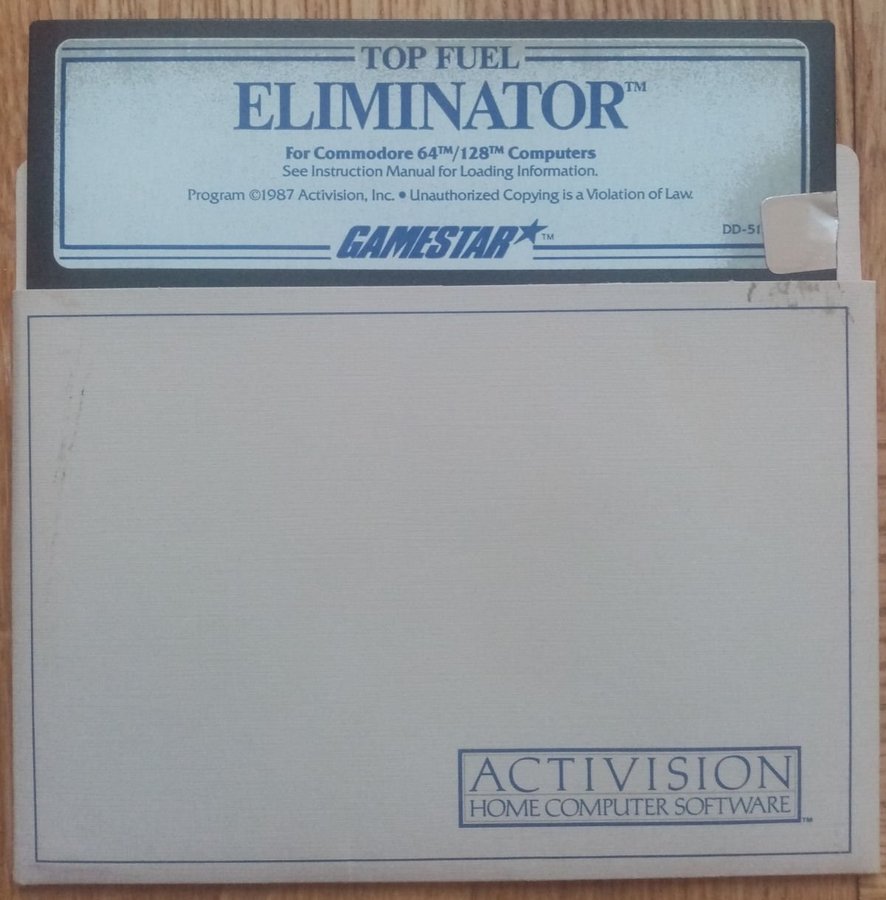 TOP FUEL
ELIMINATOR™
For Commodore 64™/128™ Computers
See Instruction Manual for Loading Information.
Program ©1987 Activision, Inc. • Unauthorized Copying is a Violation of Law.
GAMESTAR™
ACTIVISION
HOME COMPUTER SOFTWARE™